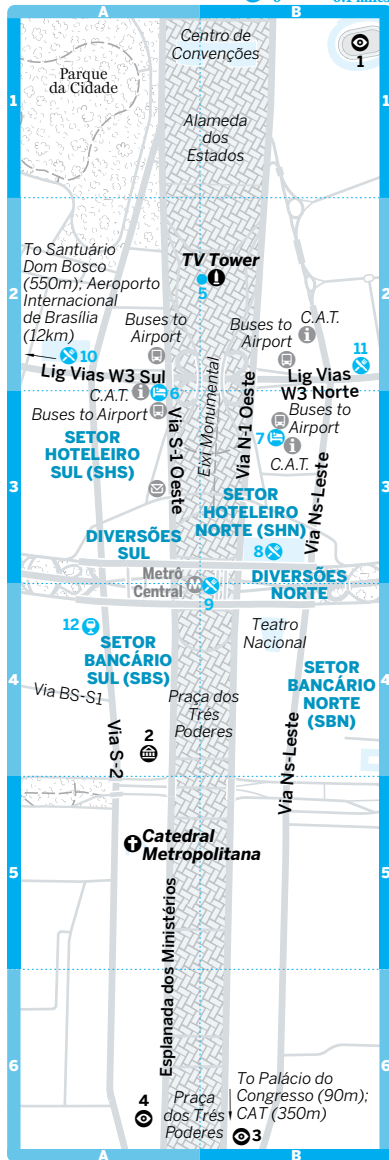 A
B
Centro de
Convenções
1
Parque
da Cidade
1
1
Alameda
dos
Estados
To Santuário
Dom Bosco
(550m); Aeroporto
Internacional
de Brasília
(12km)
TV Tower
5
2
2
Buses to
Airport
Buses to
Airport
C.A.T.
11
10
Lig Vias W3 Sul
Lig Vias
W3 Norte
C.A.T.
6
Buses to Airport
Buses to
Airport
7
C.A.T.
Eixi Monumental
Via S-1 Oeste
Via N-1 Oeste
Via Ns-Leste
SETOR
HOTELEIRO
SUL (SHS)
3
3
SETOR
HOTELEIRO
NORTE (SHN)
DIVERSÕES
SUL
8
Metrô
Central
M
9
DIVERSÕES
NORTE
12
Teatro
Nacional
SETOR
BANCÁRIO
SUL (SBS)
SETOR
BANCÁRIO
NORTE
(SBN)
4
4
Via BS-S1
Praça dos
Três
Poderes
2
Via S-2
Via Ns-Leste
Catedral
Metropolitana
5
5
Esplanada dos Ministérios
6
6
To Palácio do
Congresso (90m);
CAT (350m)
4
Praça
dos Três
Poderes
3
A
B